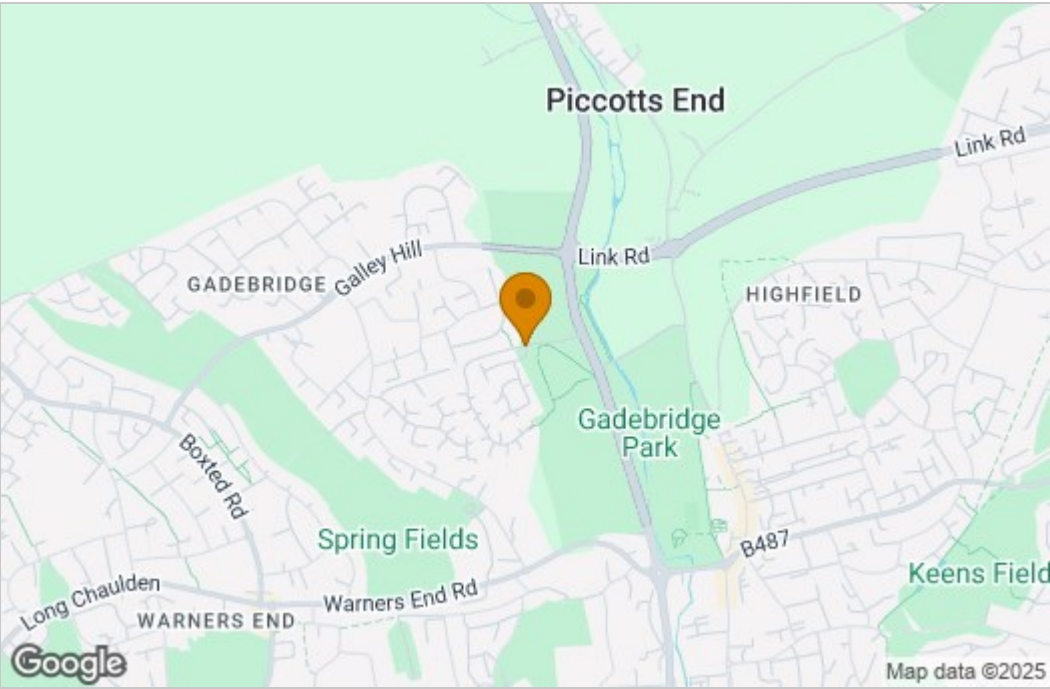 Piccotts End
Link Rd
Link Rd
Galley Hill
GADEBRIDGE
HIGHFIELD
Gadebridge
Park
Boxted Rd
Spring Fields
B487
Keens Field
Long Chaulden
Warners End Rd
WARNERS END
Google
Map data ©2025